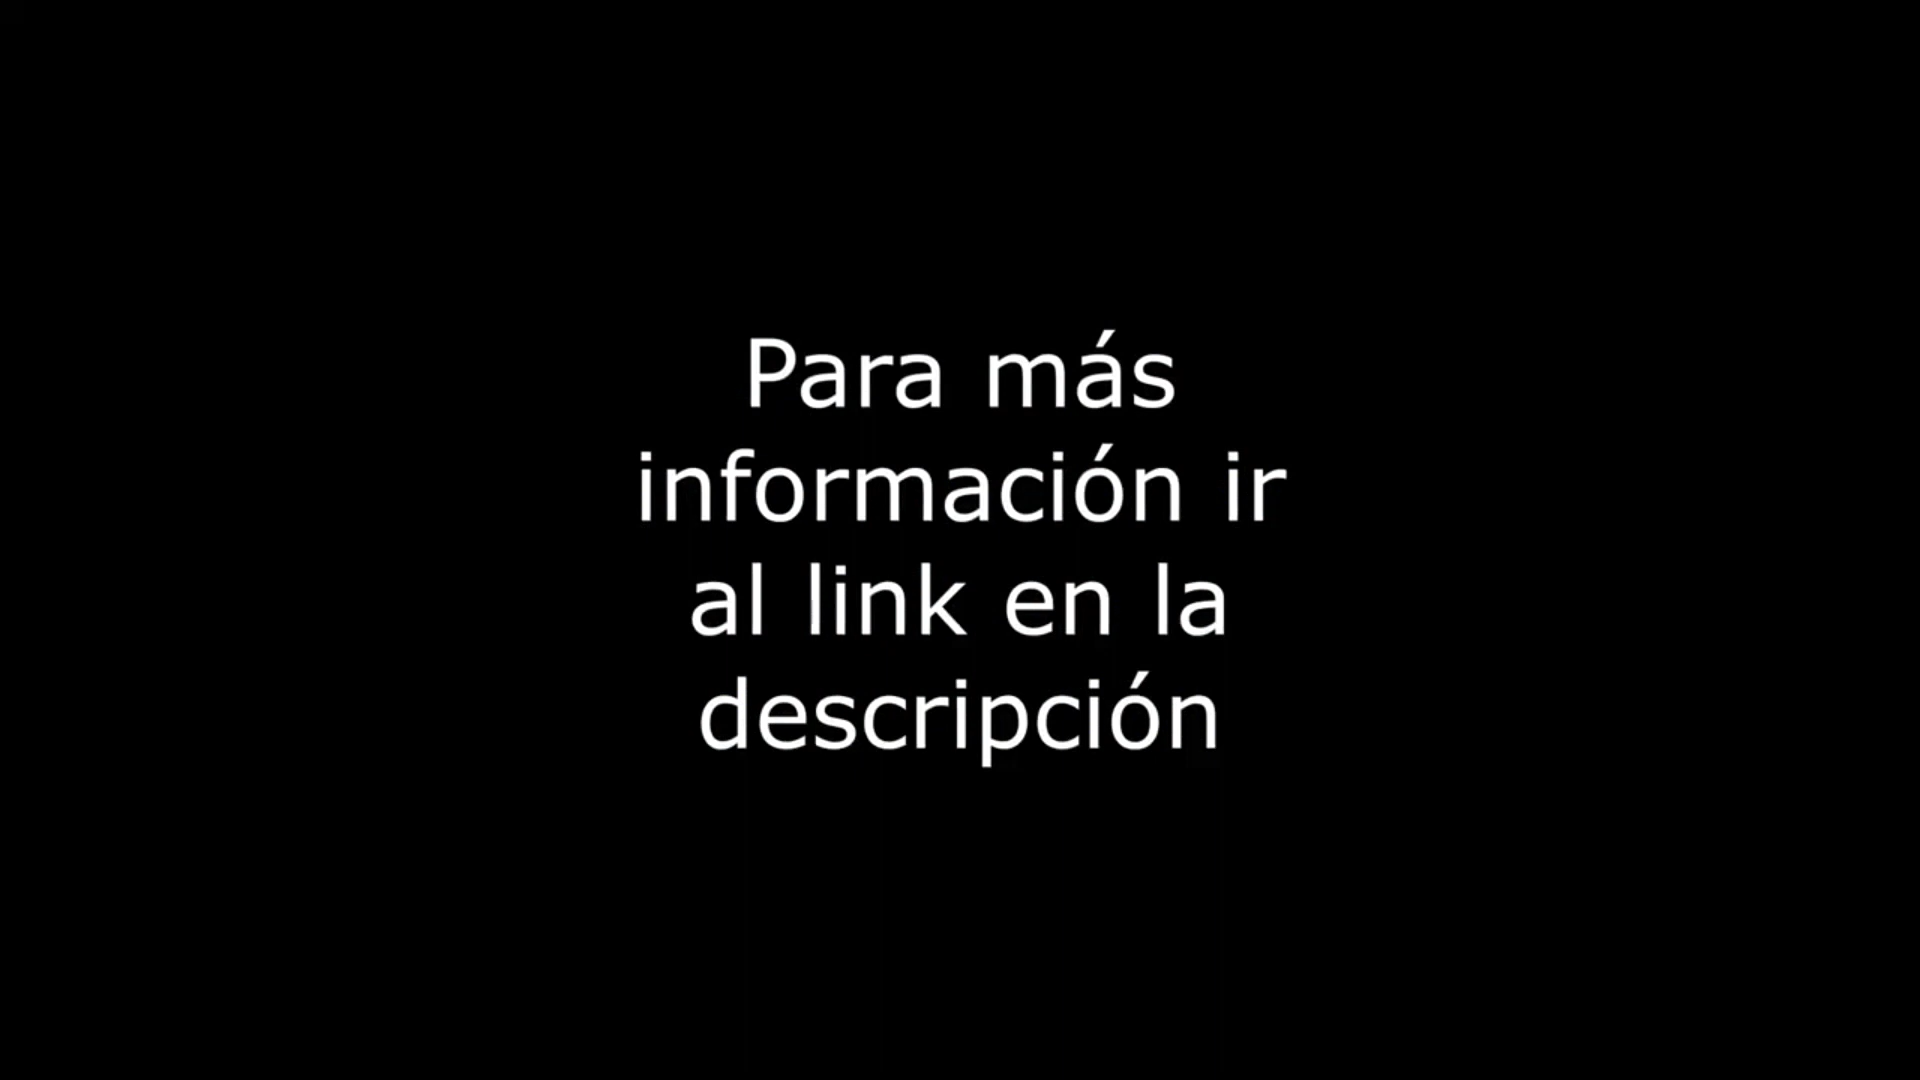 Para más
información ir
al link en la
descripción